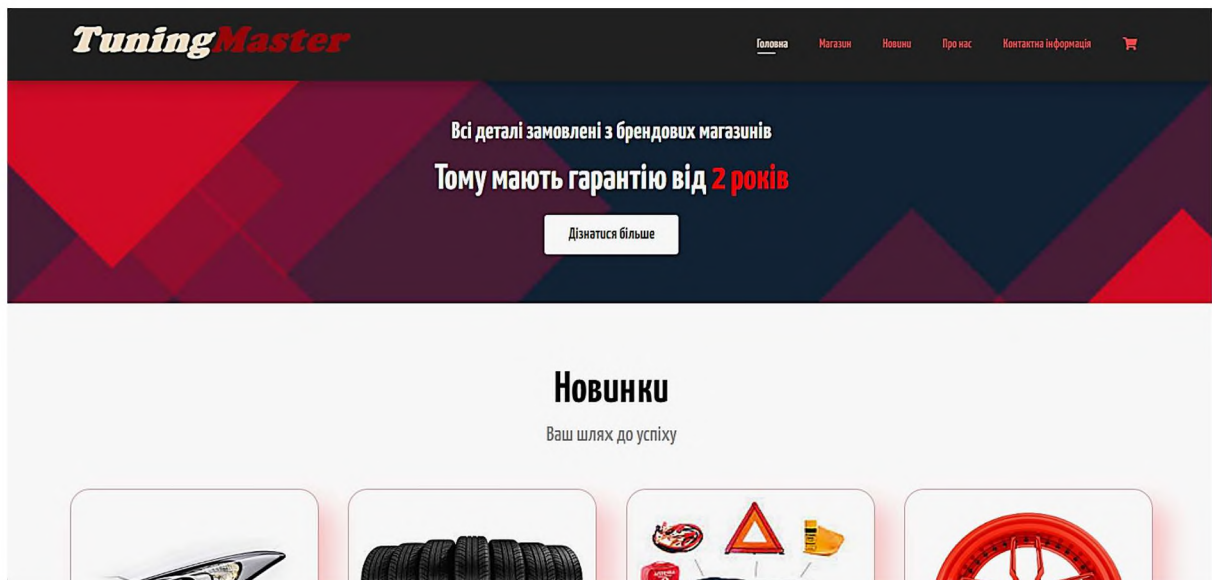 TuningMaster
Головна Магазин Новини Про нас Контактна інформація
Всі деталі замовлені з брендових магазинів
Тому мають гарантію від 2 років
Дізнатися більше
Новинки
Ваш шлях до успіху